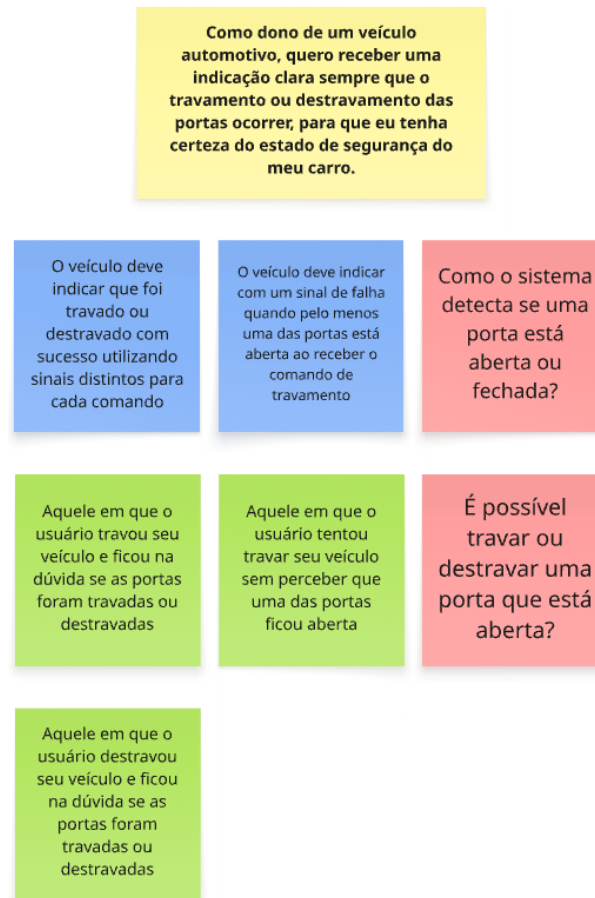 Como dono de um veículo
automotivo, quero receber uma
indicação clara sempre que o
travamento ou destravamento das
portas ocorrer, para que eu tenha
certeza do estado de segurança do
meu carro.
O veículo deve
indicar que foi
travado ou
destravado com
sucesso utilizando
sinais distintos para
cada comando
O veículo deve indicar
com um sinal de falha
quando pelo menos
uma das portas está
aberta ao receber o
comando de
travamento
Como o sistema
detecta se uma
porta está
aberta ou
fechada?
Aquele em que o
usuário travou seu
veículo e ficou na
dúvida se as portas
foram travadas ou
destravadas
Aquele em que o
usuário tentou
travar seu veículo
sem perceber que
uma das portas
ficou aberta
É possível
travar ou
destravar uma
porta que está
aberta?
Aquele em que o
usuário destravou
seu veículo e ficou
na dúvida se as
portas foram
travadas ou
destravadas